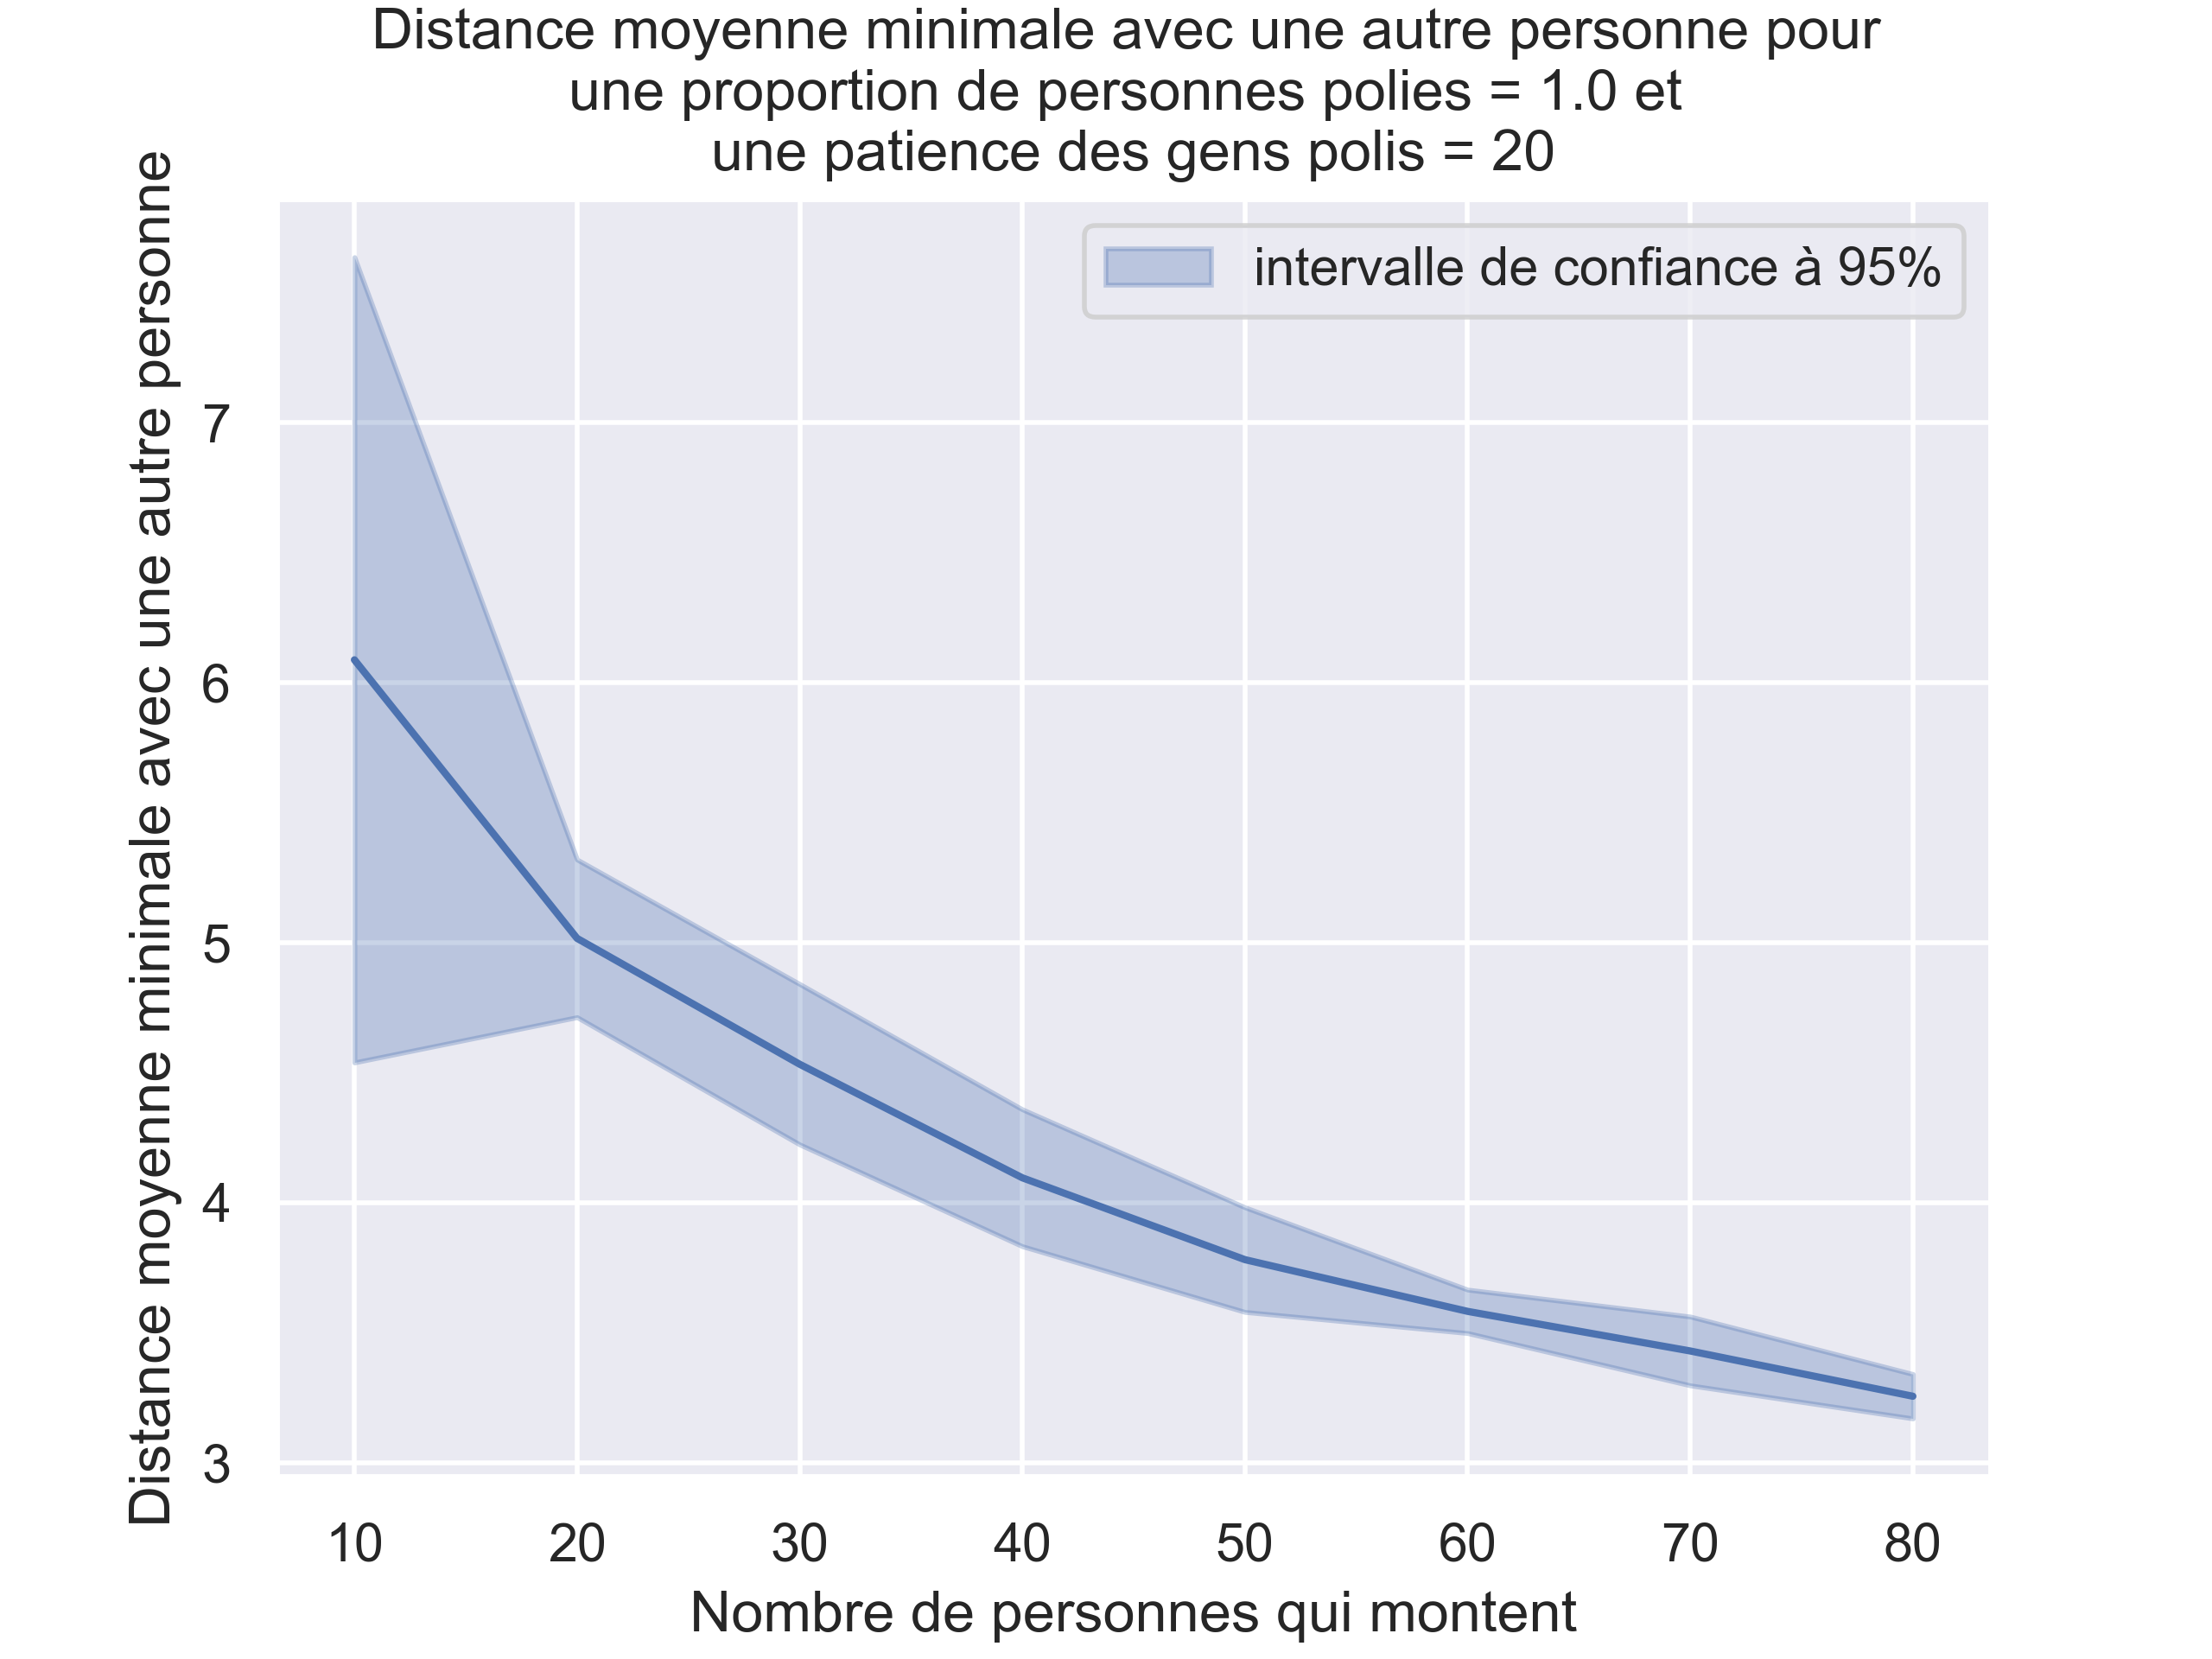 Distance moyenne minimale avec une autre personne pour
une proportion de personnes polies = 1.0 et
une patience des gens polis = 20
intervalle de confiance à 95%
Distance moyenne minimale avec une autre personne
7
6
5
4
3
10 20 30 40 50 60 70 80
Nombre de personnes qui montent